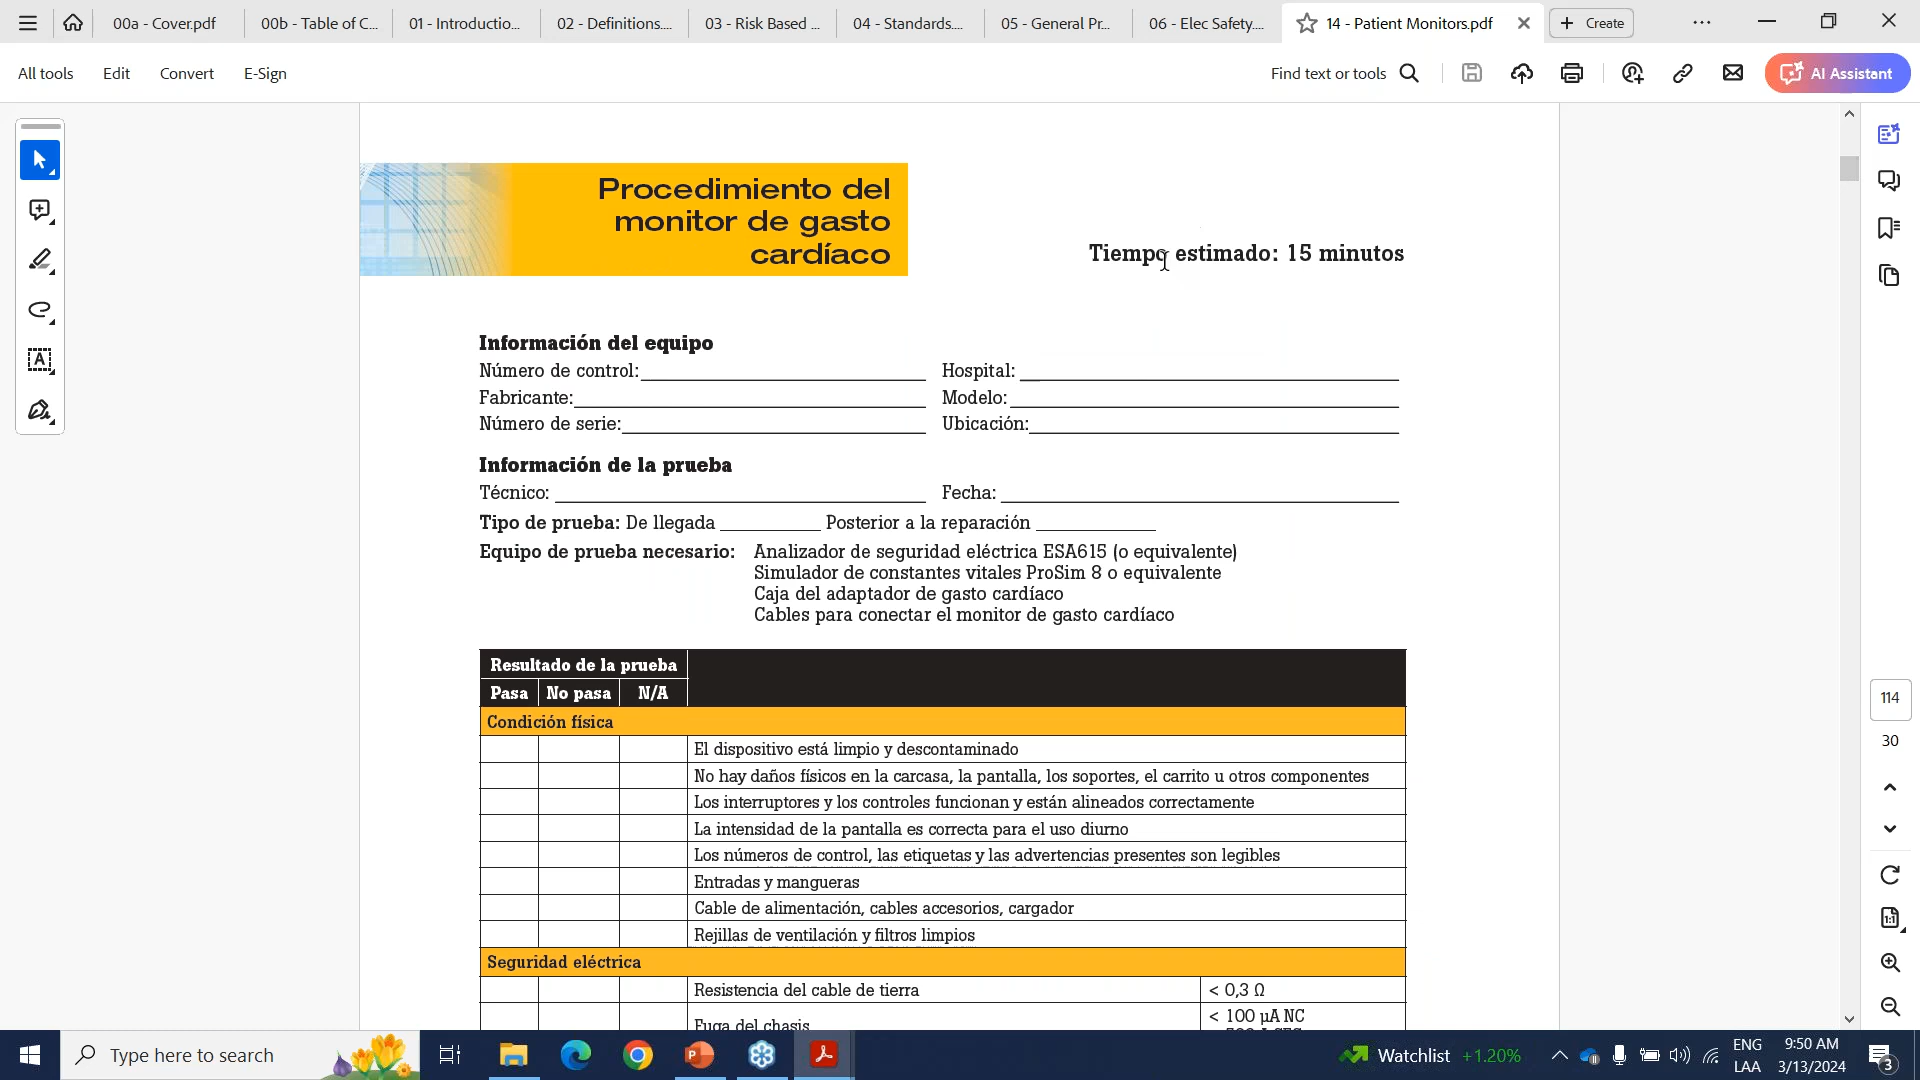 00a - Cover.pdf
00b - Table of C...
01 - Introductio...
02 - Definitions....
03 - Risk Based ...
04 - Standards....
05 - General Pr...
06 - Elec Safety....
14 - Patient Monitors.pdf
Create
All tools
Edit
Convert
E-Sign
Find text or tools
AI Assistant
Procedimiento del
monitor de gasto
cardíaco
Tiempo estimado: 15 minutos
Información del equipo
Número de control: Hospital:
Fabricante: Modelo:
Número de serie: Ubicación:
Información de la prueba
Técnico: Fecha:
Tipo de prueba: De llegada Posterior a la reparación
Equipo de prueba necesario: Analizador de seguridad eléctrica ESA615 (o equivalente)
Simulador de constantes vitales ProSim 8 o equivalente
Caja del adaptador de gasto cardíaco
Cables para conectar el monitor de gasto cardíaco
Resultado de la prueba
Pasa No pasa N/A
Condición física
El dispositivo está limpio y descontaminado
No hay daños físicos en la carcasa, la pantalla, los soportes, el carrito u otros componentes
Los interruptores y los controles funcionan y están alineados correctamente
La intensidad de la pantalla es correcta para el uso diurno
Los números de control, las etiquetas y las advertencias presentes son legibles
Entradas y mangueras
Cable de alimentación, cables accesorios, cargador
Rejillas de ventilación y filtros limpios
Seguridad eléctrica
Resistencia del cable de tierra < 0,3 Ω
Fuga del chasis < 100 µA NC
114
30
Type here to search
Watchlist +1.20%
ENG
LAA
9:50 AM
3/13/2024
3